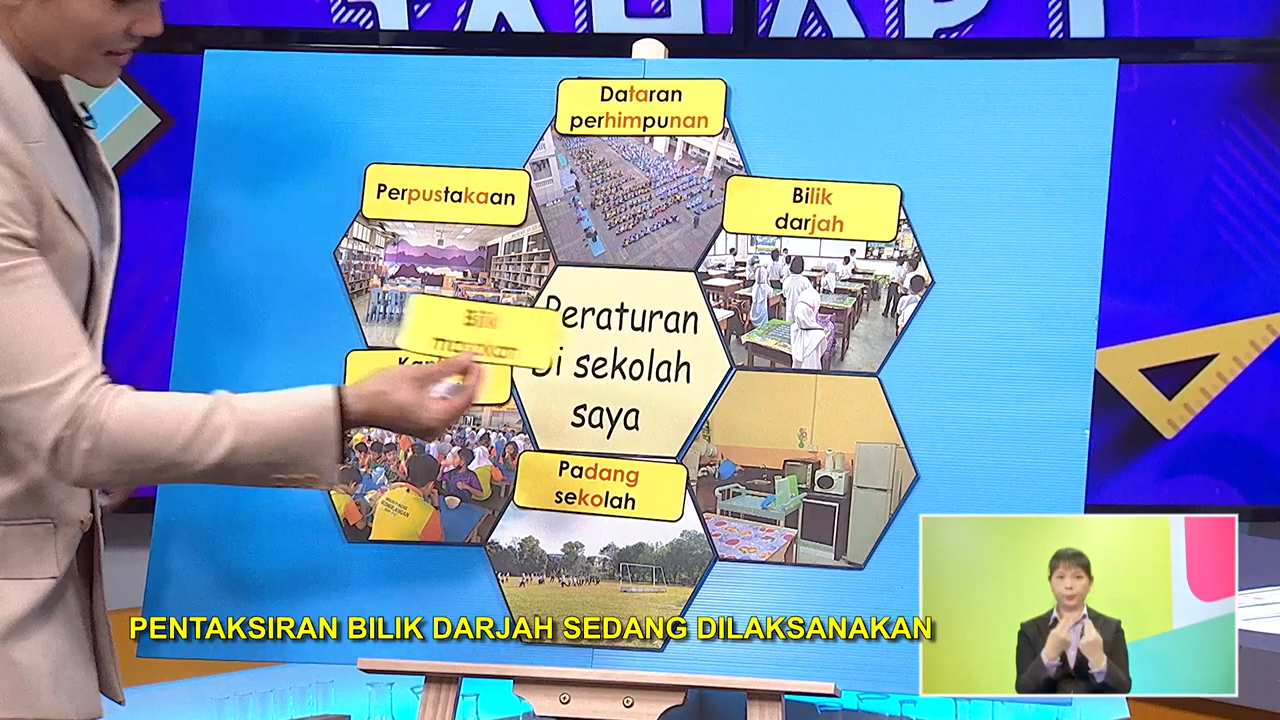 Dataran
perhimpunan
Perpustakaan
Bilik
darjah
Peraturan
Di sekolah
saya
Padang
sekolah
PENTAKSIRAN BILIK DARJAH SEDANG DILAKSANAKAN